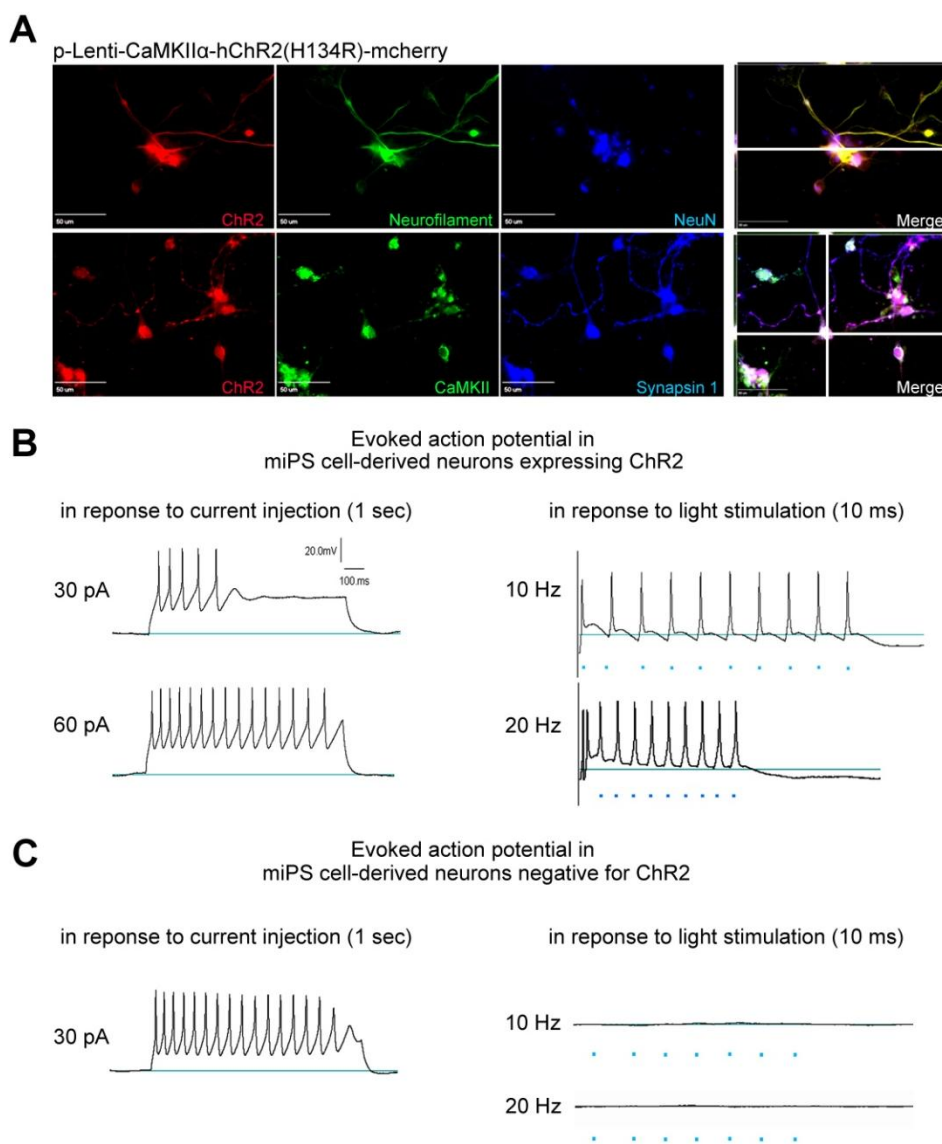 A
p-Lenti-CaMKIIα-hChR2(H134R)-mcherry
50 um
ChR2
50 um
Neurofilament
50 um
NeuN
Merge
50 um
ChR2
50 um
CaMKII
50 um
Synapsin 1
Merge
B
Evoked action potential in
miPS cell-derived neurons expressing ChR2
in reponse to current injection (1 sec)
in reponse to light stimulation (10 ms)
30 pA
20.0mV
100.ms
10 Hz
60 pA
20 Hz
C
Evoked action potential in
miPS cell-derived neurons negative for ChR2
in reponse to current injection (1 sec)
in reponse to light stimulation (10 ms)
30 pA
10 Hz
20 Hz